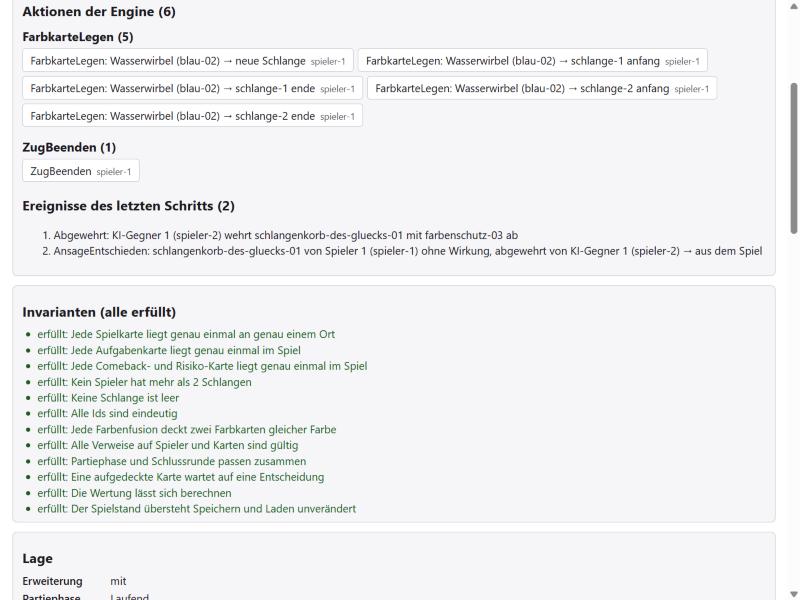 Aktionen der Engine (6)
FarbkarteLegen (5)
FarbkarteLegen: Wasserwirbel (blau-02) → neue Schlange spieler-1
FarbkarteLegen: Wasserwirbel (blau-02) → schlange-1 anfang spieler-1
FarbkarteLegen: Wasserwirbel (blau-02) → schlange-1 ende spieler-1
FarbkarteLegen: Wasserwirbel (blau-02) → schlange-2 anfang spieler-1
FarbkarteLegen: Wasserwirbel (blau-02) → schlange-2 ende spieler-1
ZugBeenden (1)
ZugBeenden spieler-1
Ereignisse des letzten Schritts (2)
1. Abgewehrt: KI-Gegner 1 (spieler-2) wehrt schlangenkorb-des-gluecks-01 mit farbenschutz-03 ab
2. AnsageEntschieden: schlangenkorb-des-gluecks-01 von Spieler 1 (spieler-1) ohne Wirkung, abgewehrt von KI-Gegner 1 (spieler-2) → aus dem Spiel
Invarianten (alle erfüllt)
• erfüllt: Jede Spielkarte liegt genau einmal an genau einem Ort
• erfüllt: Jede Aufgabenkarte liegt genau einmal im Spiel
• erfüllt: Jede Comeback- und Risiko-Karte liegt genau einmal im Spiel
• erfüllt: Kein Spieler hat mehr als 2 Schlangen
• erfüllt: Keine Schlange ist leer
• erfüllt: Alle Ids sind eindeutig
• erfüllt: Jede Farbenfusion deckt zwei Farbkarten gleicher Farbe
• erfüllt: Alle Verweise auf Spieler und Karten sind gültig
• erfüllt: Partiephase und Schlussrunde passen zusammen
• erfüllt: Eine aufgedeckte Karte wartet auf eine Entscheidung
• erfüllt: Die Wertung lässt sich berechnen
• erfüllt: Der Spielstand übersteht Speichern und Laden unverändert
Lage
Erweiterung mit
Partiephase Laufend